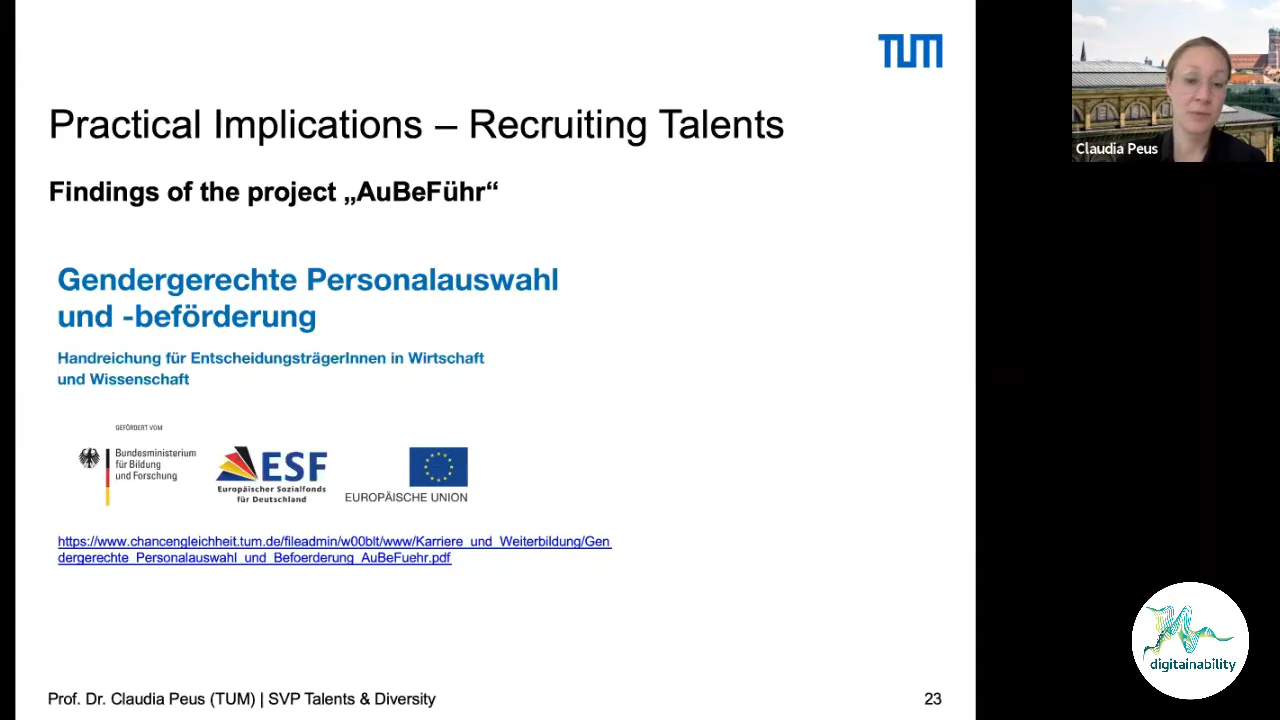 TUM
Practical Implications – Recruiting Talents
Findings of the project „AuBeFühr“
Gendergerechte Personalauswahl
und -beförderung
Handreichung für EntscheidungsträgerInnen in Wirtschaft
und Wissenschaft
GEFÖRDERT VOM
Bundesministerium
für Bildung
und Forschung
ESF
Europäischer Sozialfonds
für Deutschland
EUROPÄISCHE UNION
https://www.chancengleichheit.tum.de/fileadmin/w00blt/www/Karriere_und_Weiterbildung/Gen
dergerechte_Personalauswahl_und_Befoerderung_AuBeFuehr.pdf
Prof. Dr. Claudia Peus (TUM) | SVP Talents & Diversity
23
Claudia Peus
digitainability